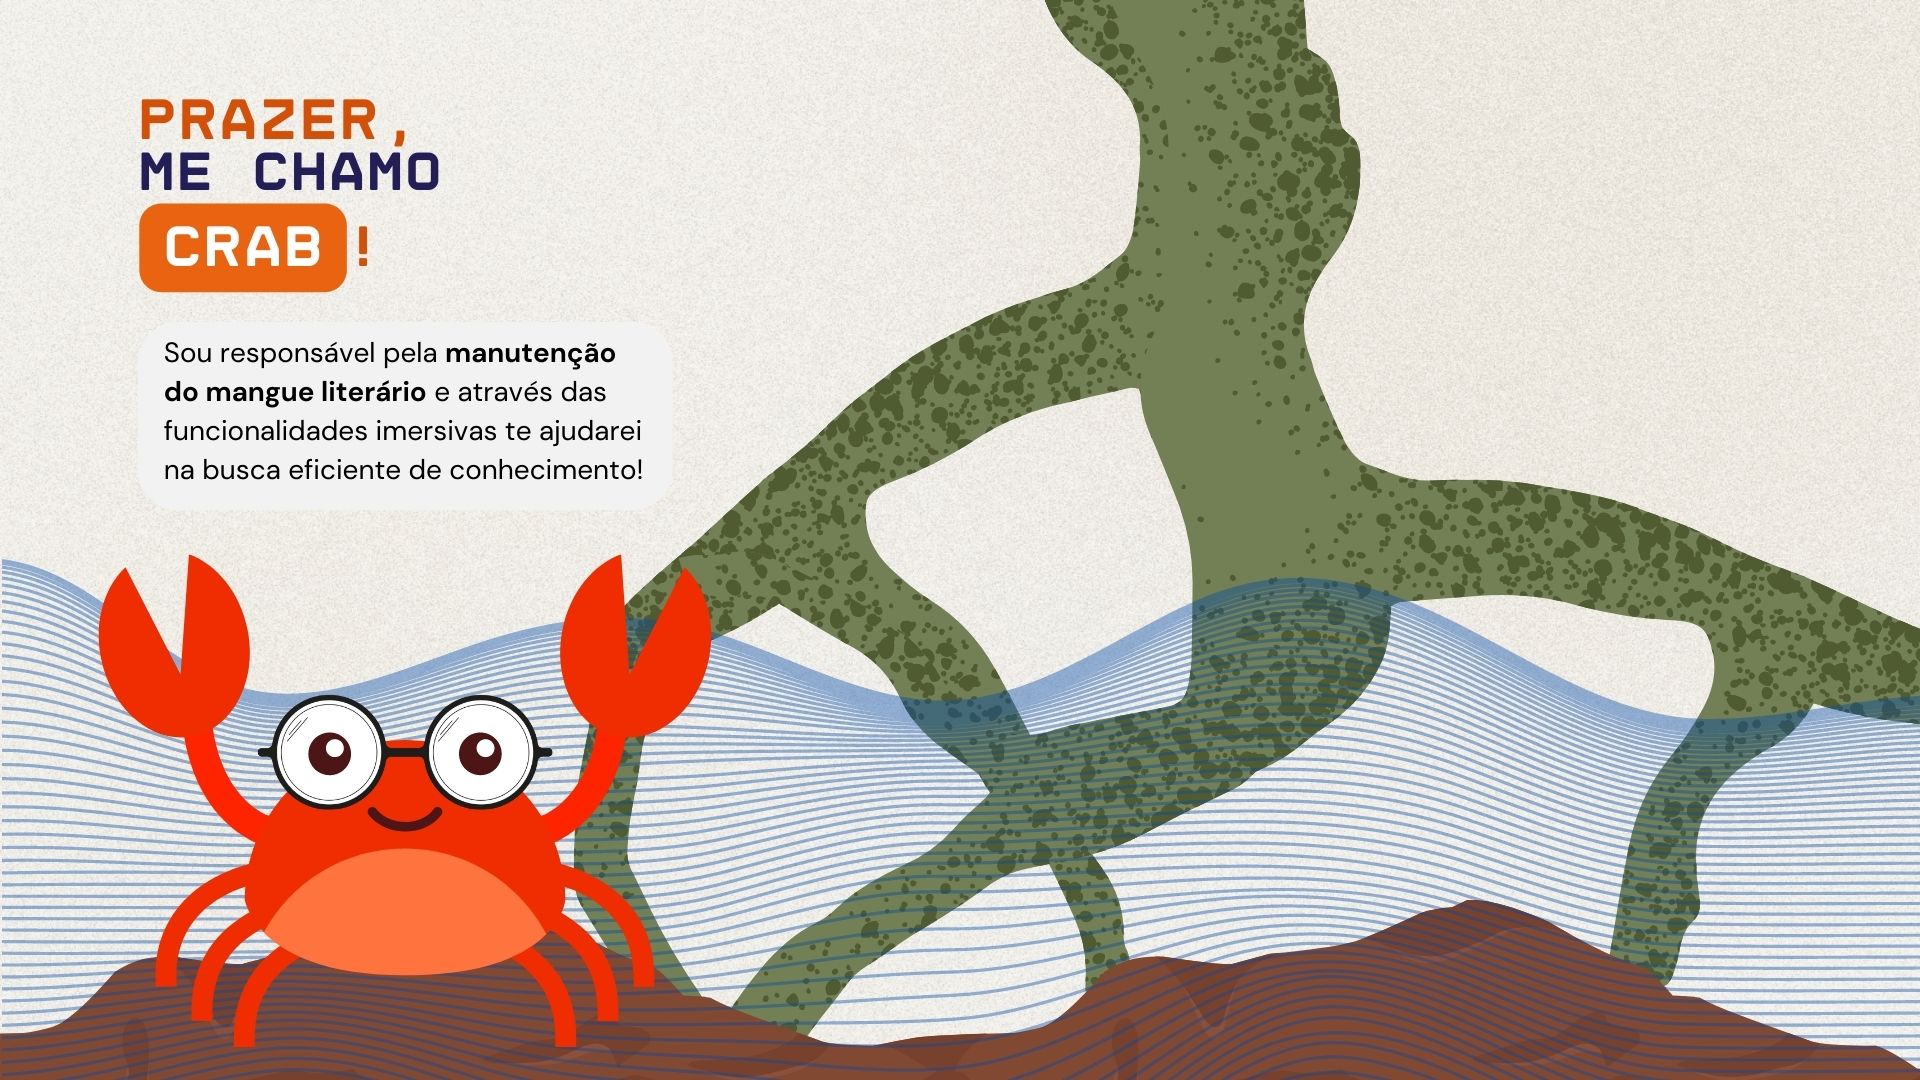 PRAZER,
ME CHAMO
CRAB!
Sou responsável pela manutenção
do mangue literário e através das
funcionalidades imersivas te ajudarei
na busca eficiente de conhecimento!